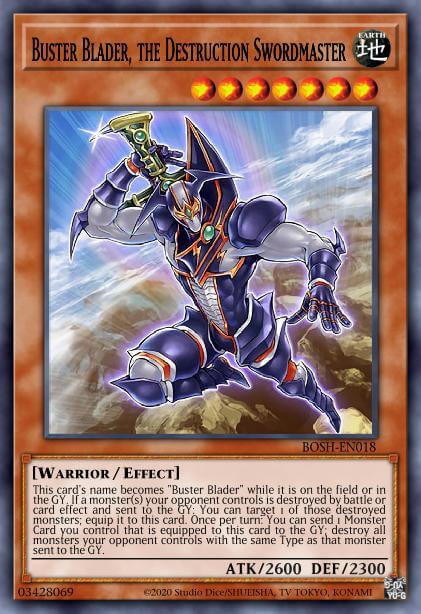 BUSTER BLADER, THE DESTRUCTION SWORDMASTER
EARTH
地
BOSH-EN018
[WARRIOR / EFFECT]
This card's name becomes "Buster Blader" while it is on the field or in
the GY. If a monster(s) your opponent controls is destroyed by battle or
card effect and sent to the GY: You can target 1 of those destroyed
monsters; equip it to this card. Once per turn: You can send 1 Monster
Card you control that is equipped to this card to the GY; destroy all
monsters your opponent controls with the same Type as that monster
sent to the GY.
ATK/2600 DEF/2300
03428069
©2020 Studio Dice/SHUEISHA, TV TOKYO, KONAMI